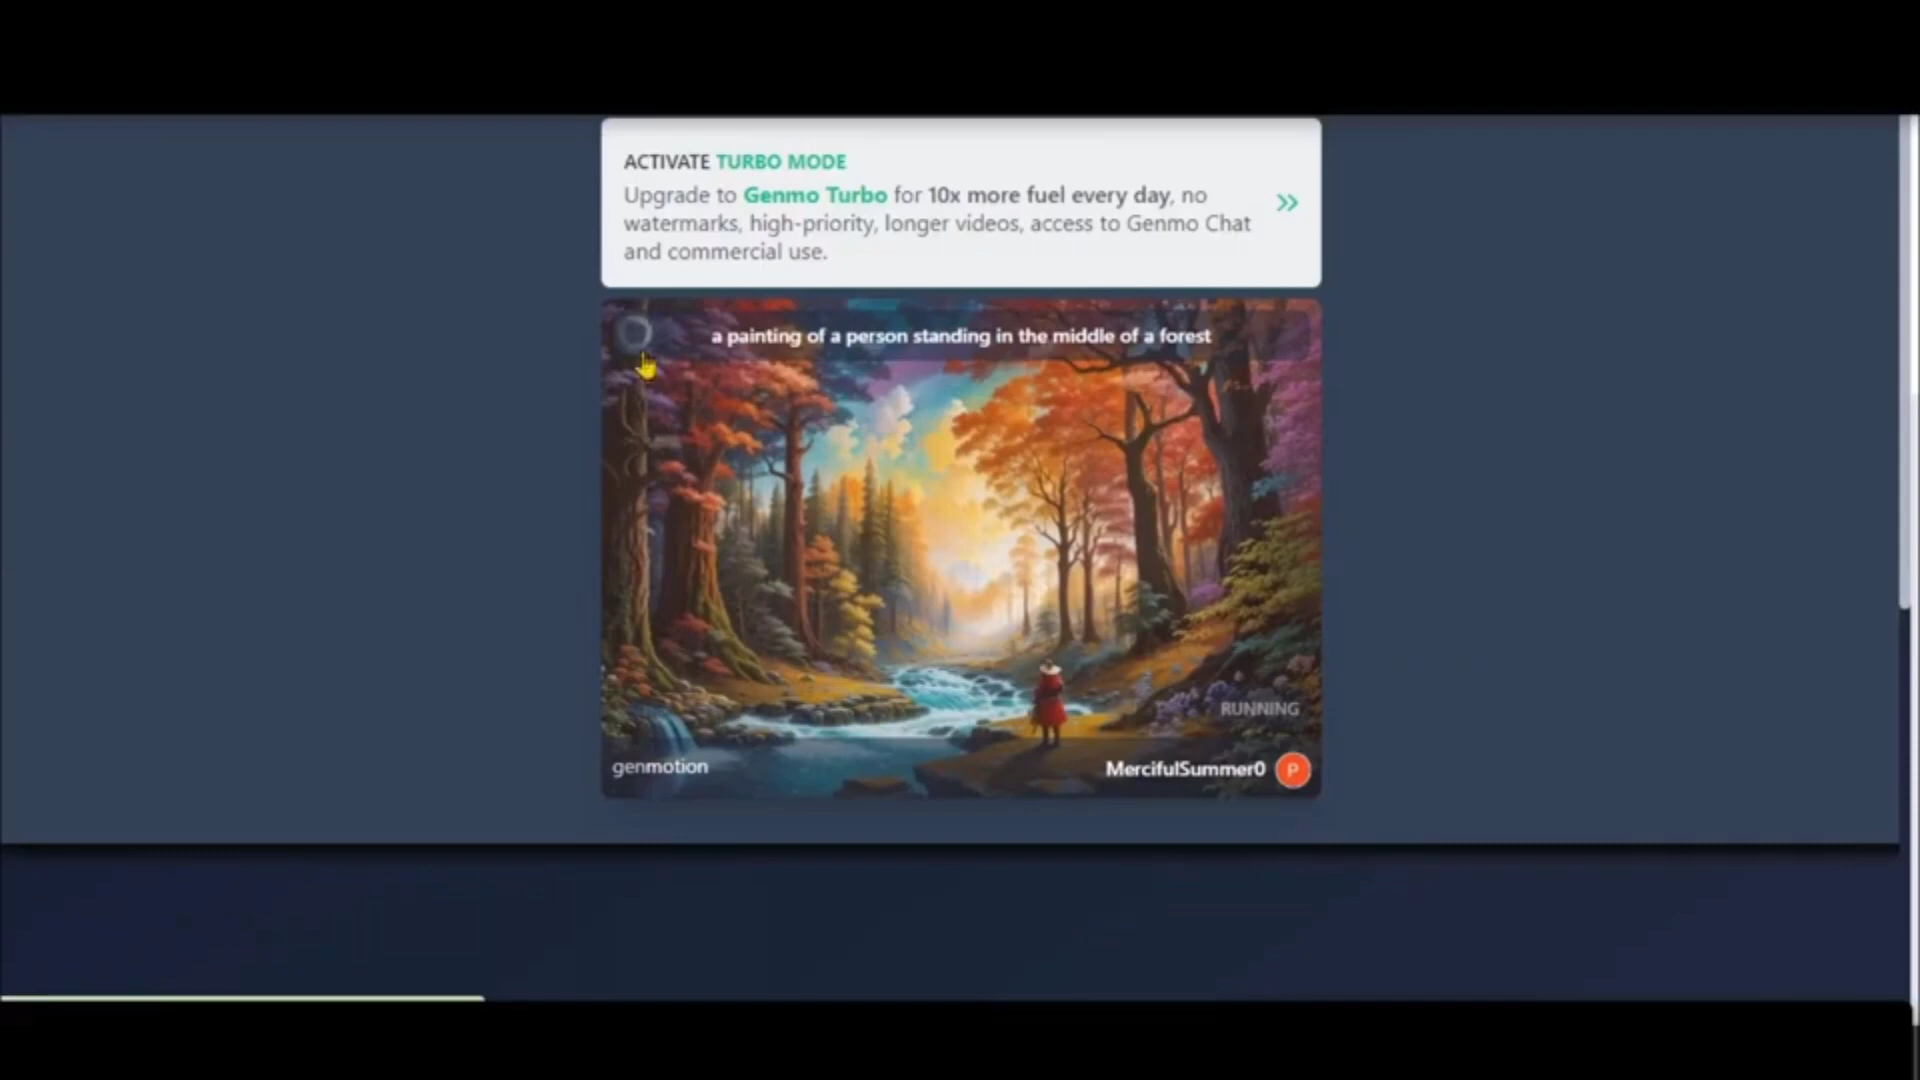 ACTIVATE TURBO MODE
Upgrade to Genmo Turbo for 10x more fuel every day, no
watermarks, high-priority, longer videos, access to Genmo Chat
and commercial use.
a painting of a person standing in the middle of a forest
RUNNING
genmotion
MercifulSummer0 P